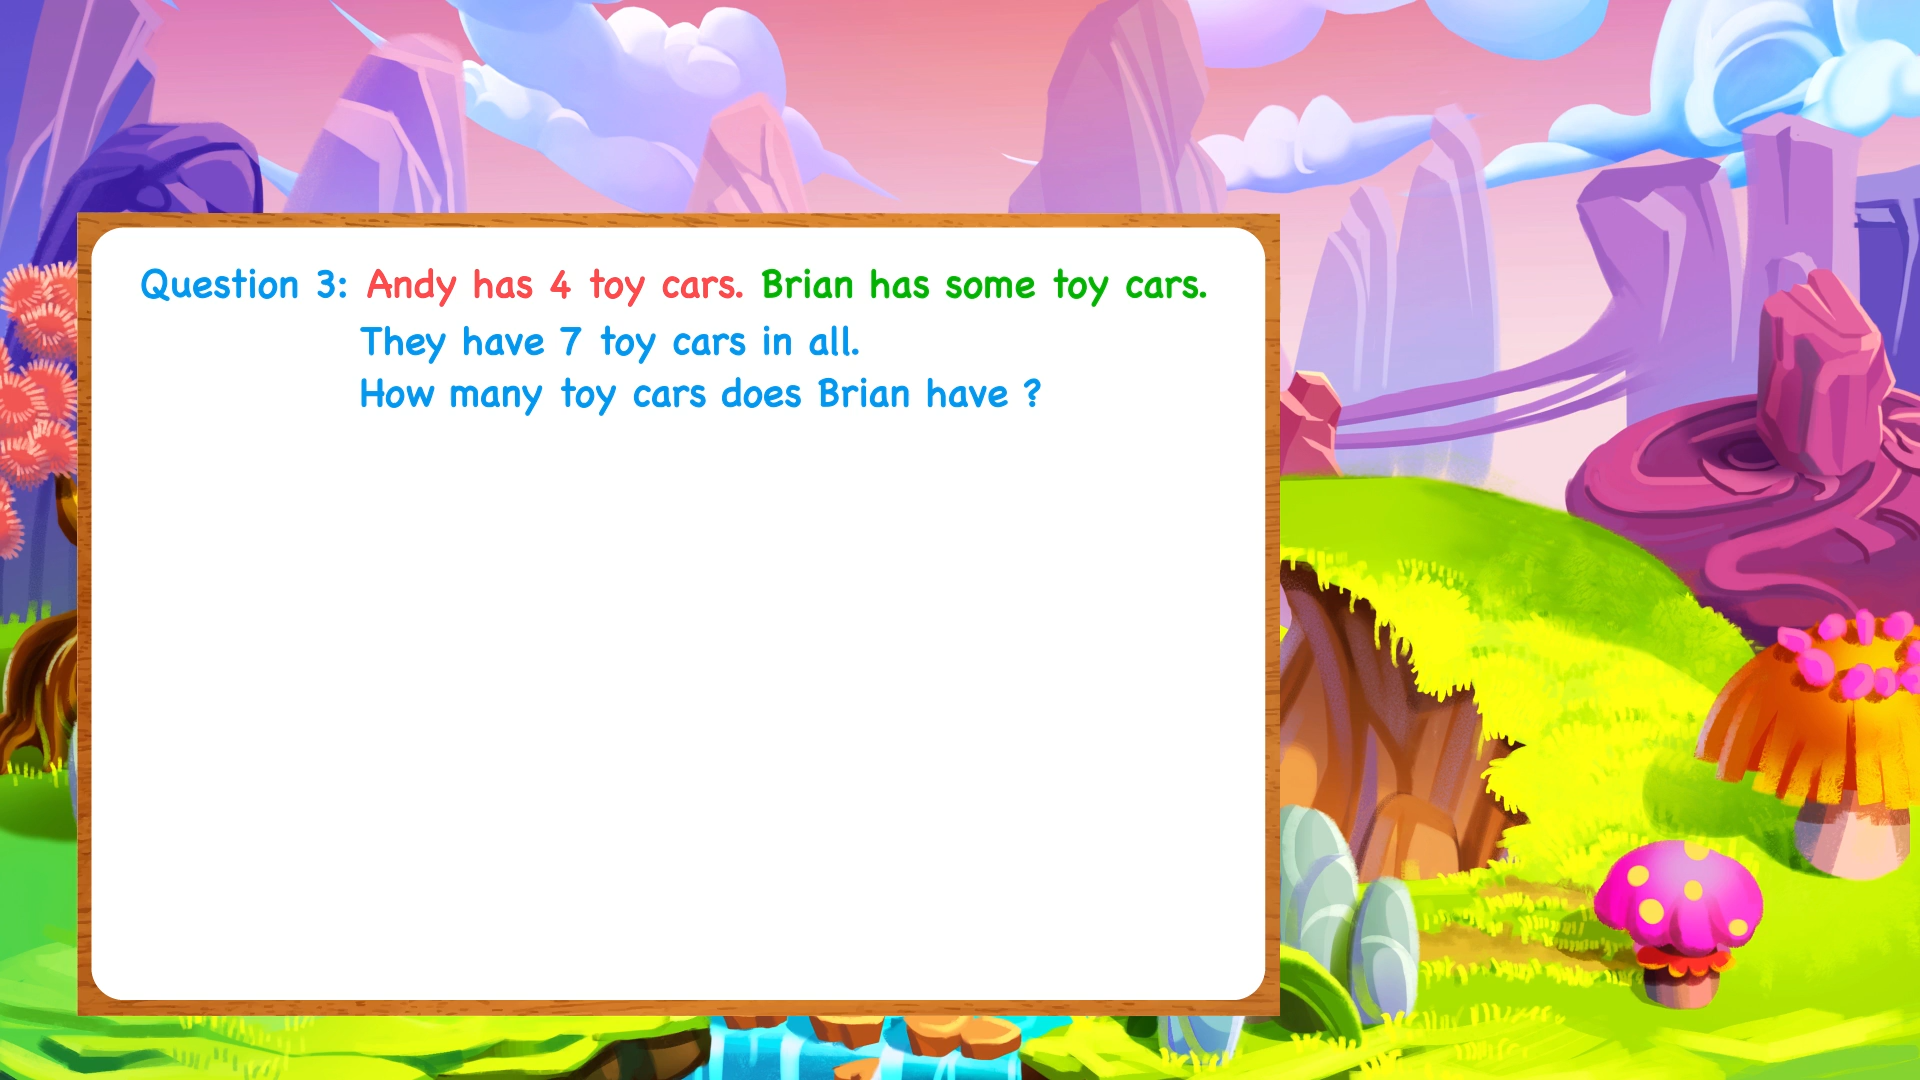 Question 3: Andy has 4 toy cars. Brian has some toy cars.
They have 7 toy cars in all.
How many toy cars does Brian have ?